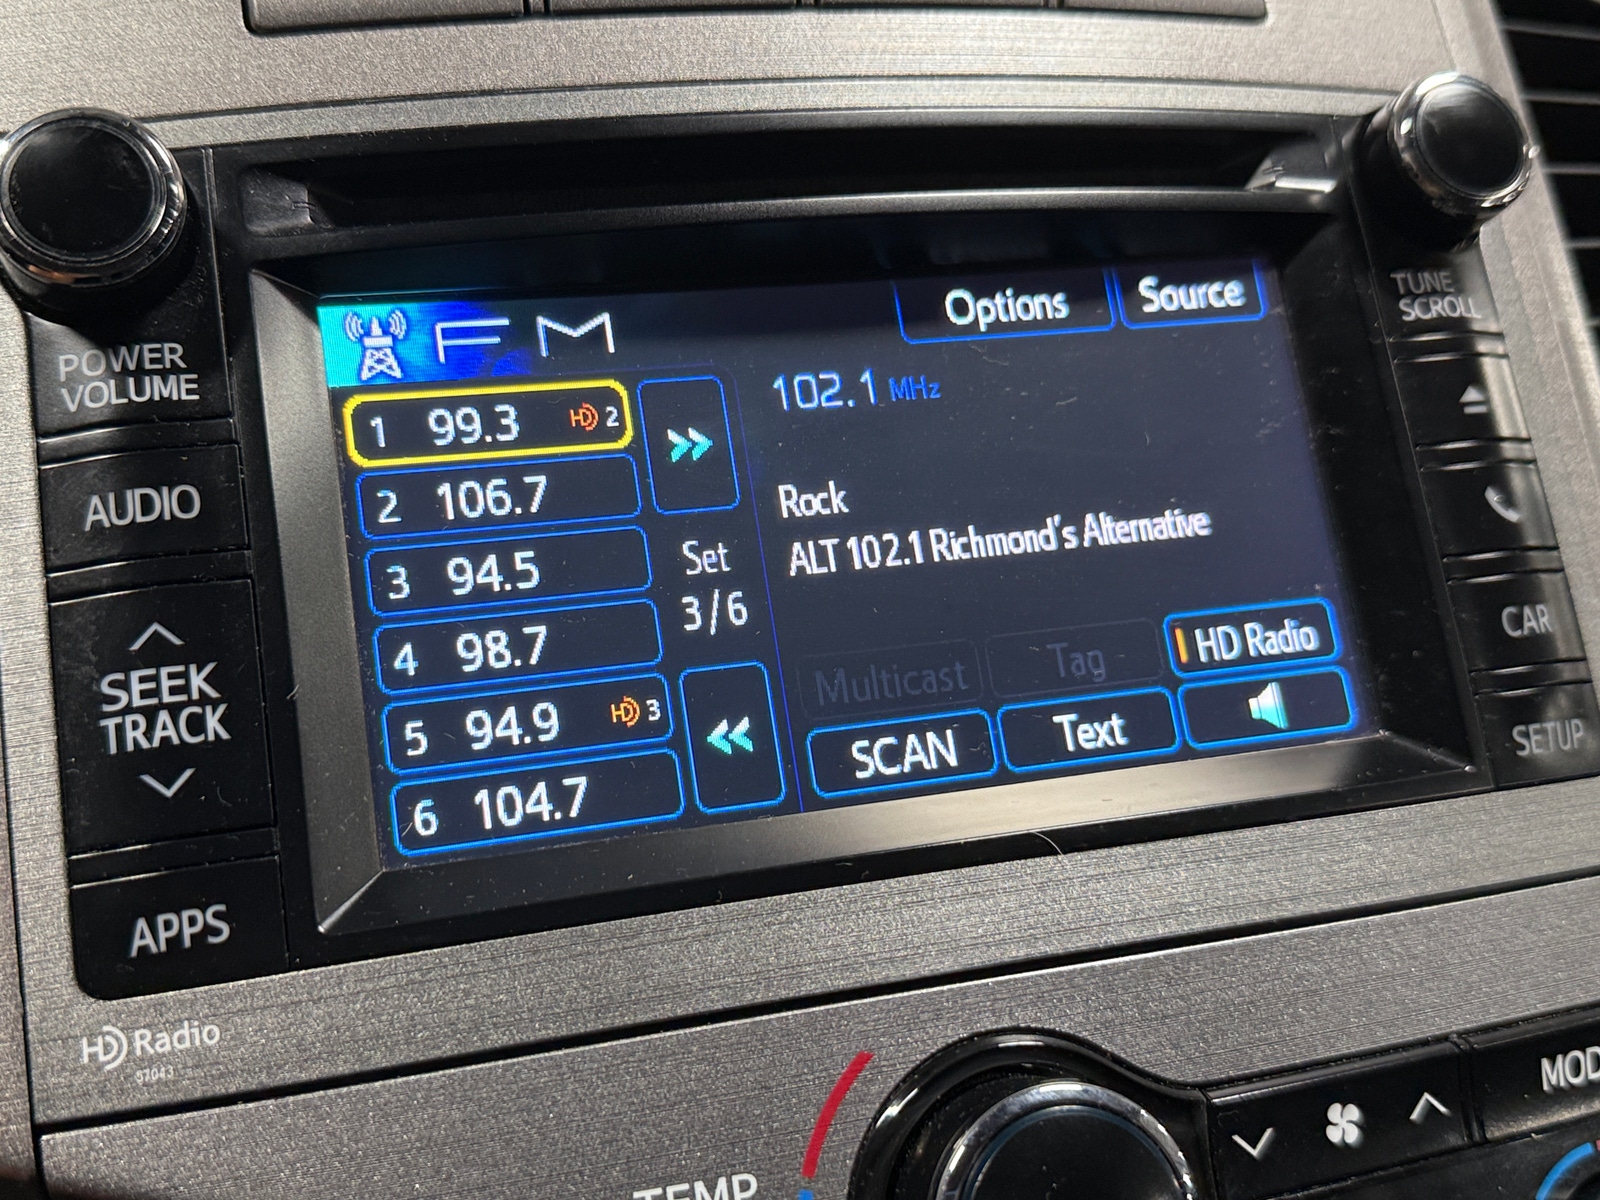 FM
Options
Source
TUNE
SCROLL
POWER
VOLUME
1 99.3 HD 2
102.1 MHz
AUDIO
2 106.7
Rock
3 94.5
Set
3/6
ALT 102.1 Richmond's Alternative
SEEK
TRACK
4 98.7
Multicast
Tag
HD Radio
CAR
5 94.9 HD 3
SCAN
Text
SETUP
6 104.7
APPS
HD Radio
57043
MOD
TEMP